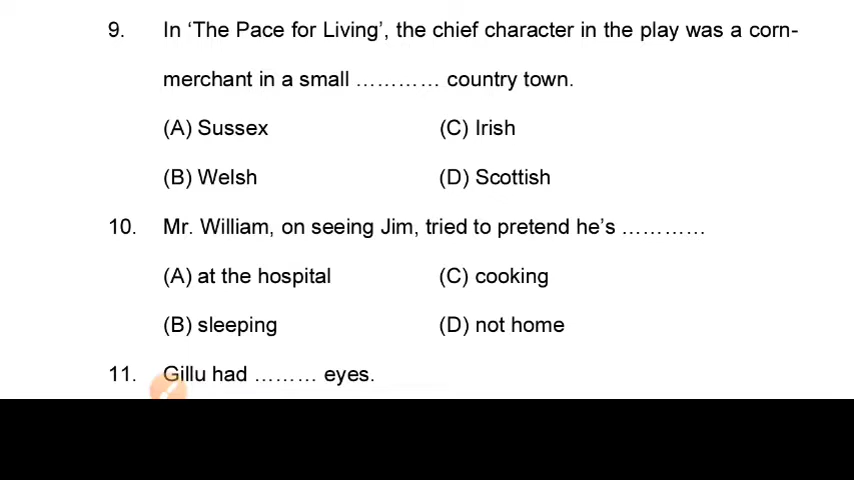 9. In ‘The Pace for Living’, the chief character in the play was a corn-
merchant in a small ………… country town.
(A) Sussex (C) Irish
(B) Welsh (D) Scottish
10. Mr. William, on seeing Jim, tried to pretend he’s …………
(A) at the hospital (C) cooking
(B) sleeping (D) not home
11. Gillu had ……… eyes.